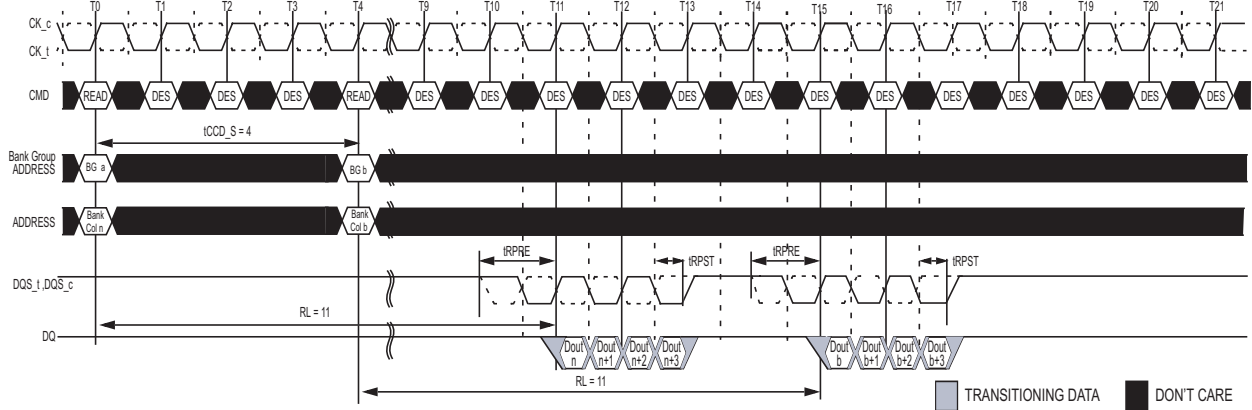 T0 T1 T2 T3 T4 T9 T10 T11 T12 T13 T14 T15 T16 T17 T18 T19 T20 T21
CK_c
CK_t
CMD READ DES DES DES READ DES DES DES DES DES DES DES DES DES DES DES DES DES
tCCD_S = 4
Bank Group
ADDRESS BG a BG b
ADDRESS Bank
Col n Bank
Col b
tRPRE tRPST tRPRE tRPST
DQS_t ,DQS_c
RL = 11
DQ
Dout
n Dout
n+1 Dout
n+2 Dout
n+3 Dout
b Dout
b+1 Dout
b+2 Dout
b+3
RL = 11
TRANSITIONING DATA DON'T CARE